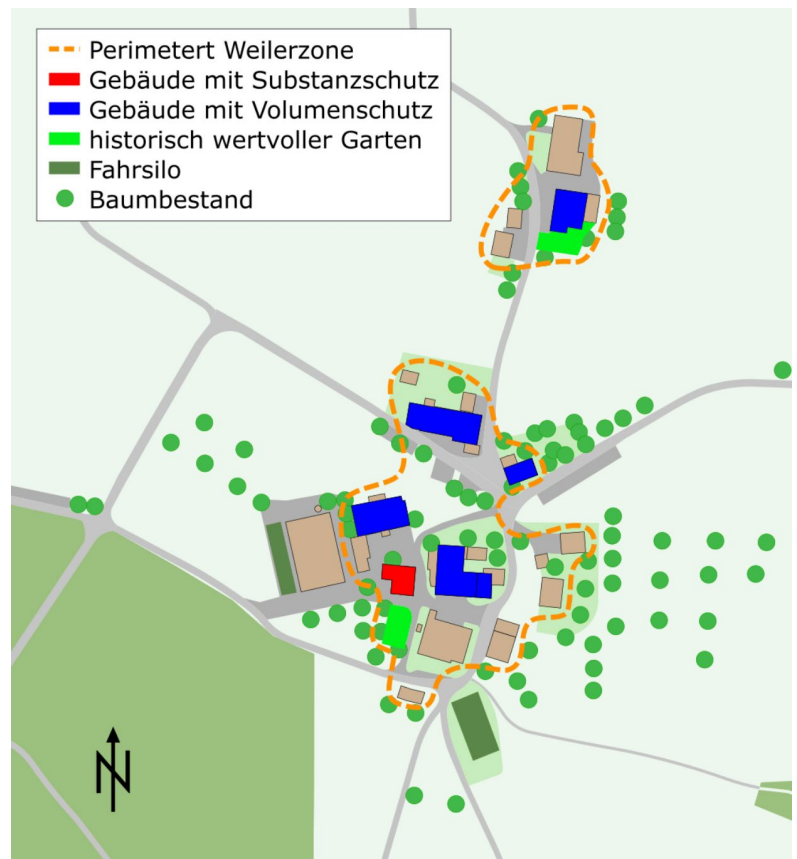 Perimetert Weilerzone
Gebäude mit Substanzschutz
Gebäude mit Volumenschutz
historisch wertvoller Garten
Fahrsilo
Baumbestand
N